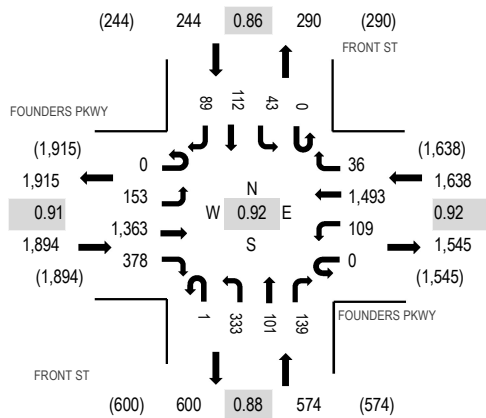 (244) 244 0.86 290 (290)
FRONT ST
89 112 43 0
FOUNDERS PKWY
(1,915)
1,915
0.91
1,894
(1,894)
0
153
1,363
378
N
W 0.92 E
S
36
1,493
109
0
(1,638)
1,638
0.92
1,545
(1,545)
1 333 101 139
FOUNDERS PKWY
FRONT ST
(600) 600 0.88 574 (574)